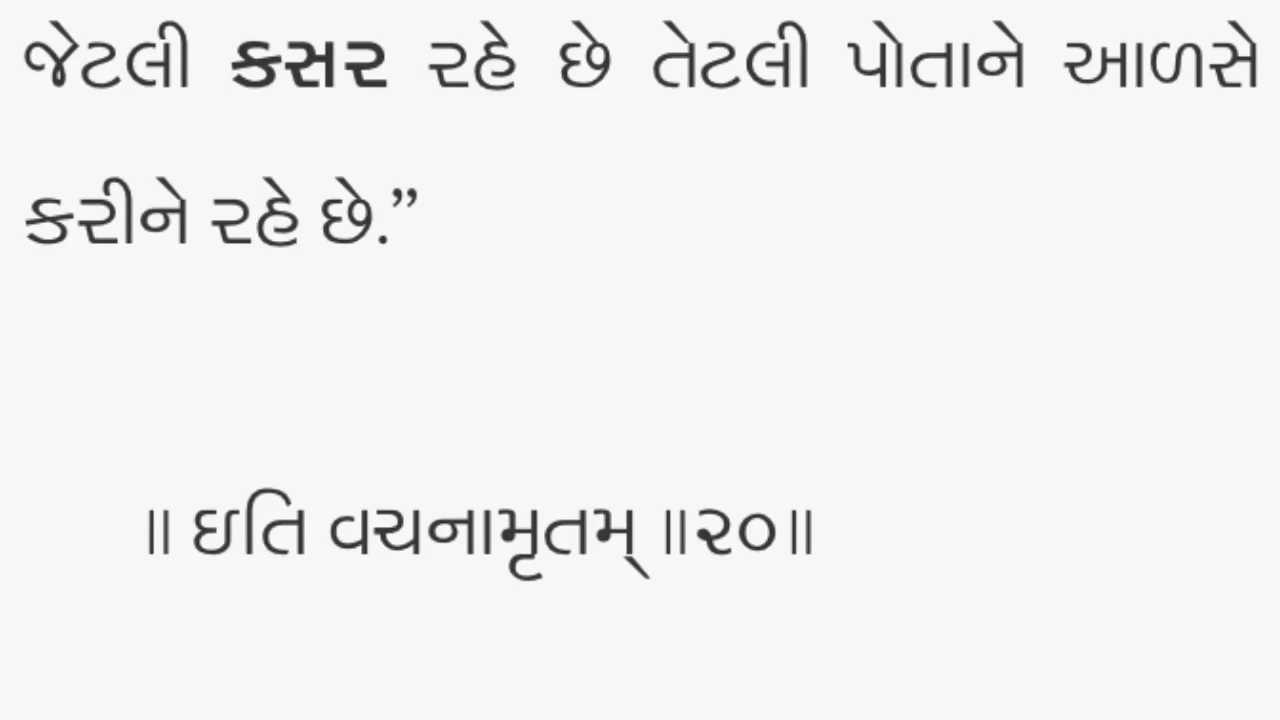 જેટલી કસર રહે છે તેટલી પોતાને આળસે
કરીને રહે છે.”
॥ ઇતિ વચનામૃતમ્ ॥૨૦॥